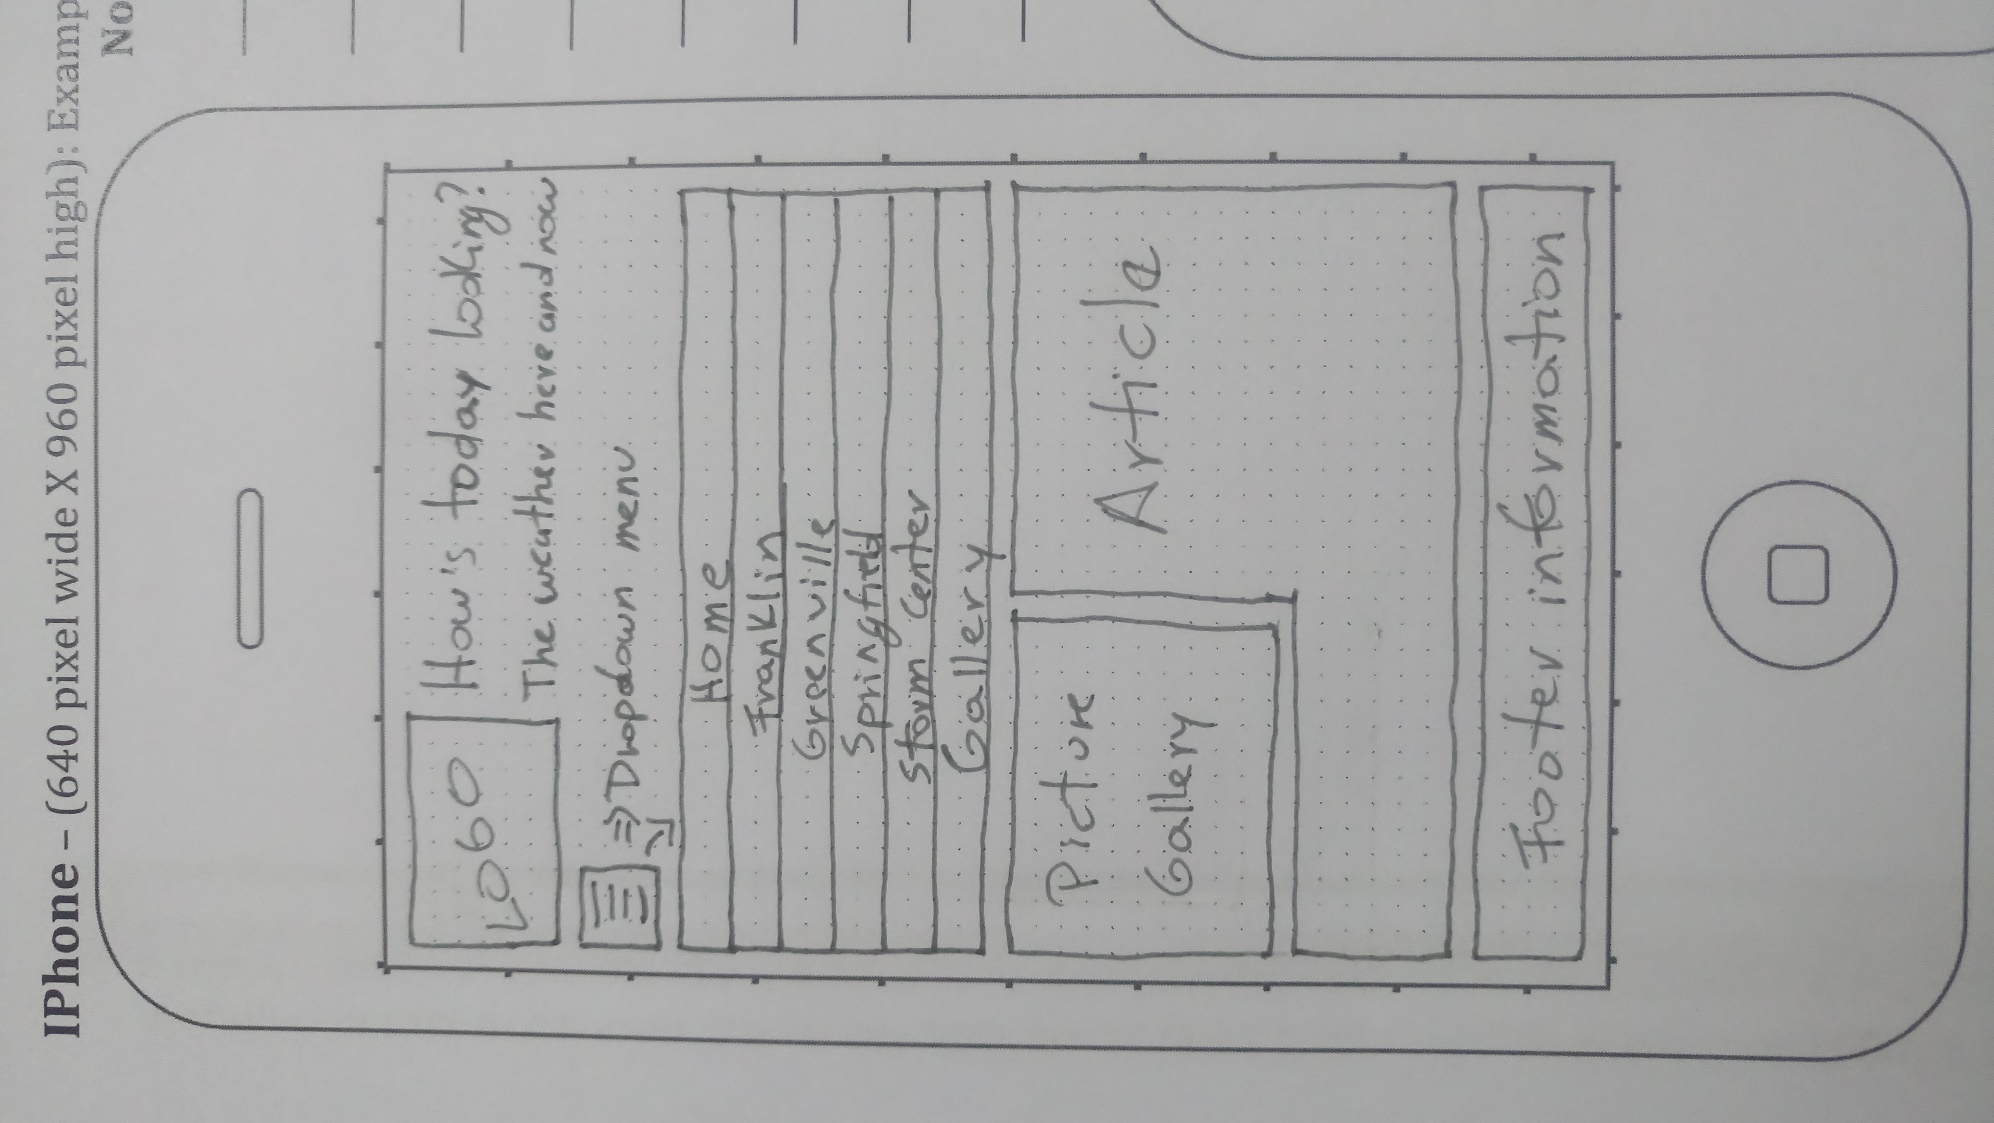 IPhone – (640 pixel wide X 960 pixel high): Examp
No
LOGO
How's today looking?
The weather here and now
⇒ Dropdown menu
Home
Franklin
Greenville
Springfield
Storm Center
Gallery
Picture
Gallery
Article
Footer information